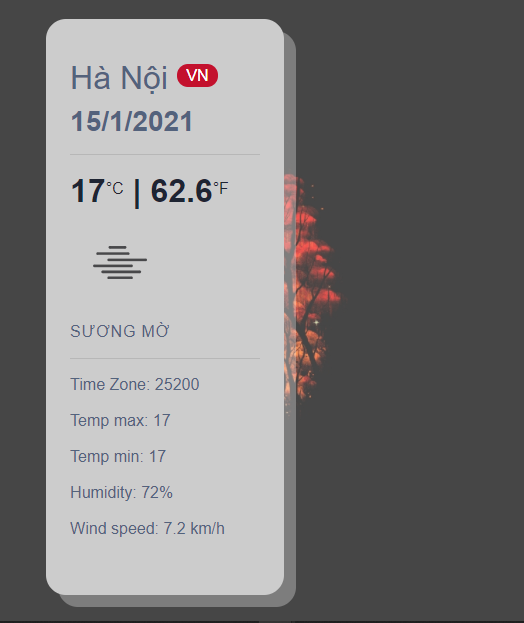 Hà Nội VN
15/1/2021
17°C | 62.6°F
SƯƠNG MỜ
Time Zone: 25200
Temp max: 17
Temp min: 17
Humidity: 72%
Wind speed: 7.2 km/h